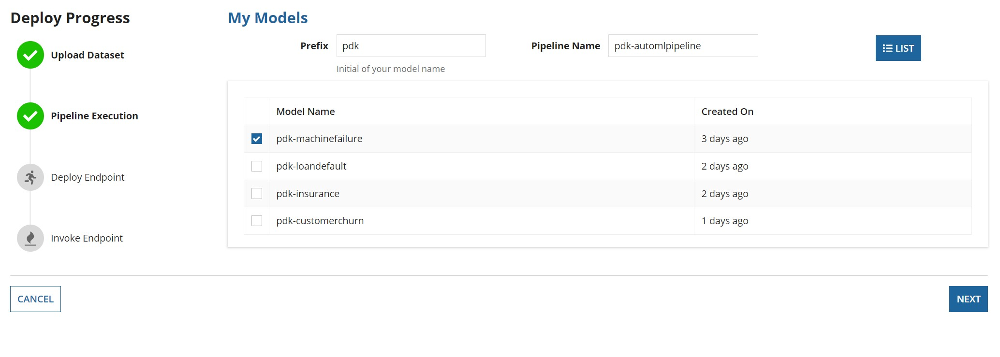 Deploy Progress
Upload Dataset
Pipeline Execution
Deploy Endpoint
Invoke Endpoint
My Models
Prefix pdk Pipeline Name pdk-automlpipeline LIST
Initial of your model name
Model Name Created On
pdk-machinefailure 3 days ago
pdk-loandefault 2 days ago
pdk-insurance 2 days ago
pdk-customerchurn 1 days ago
CANCEL NEXT